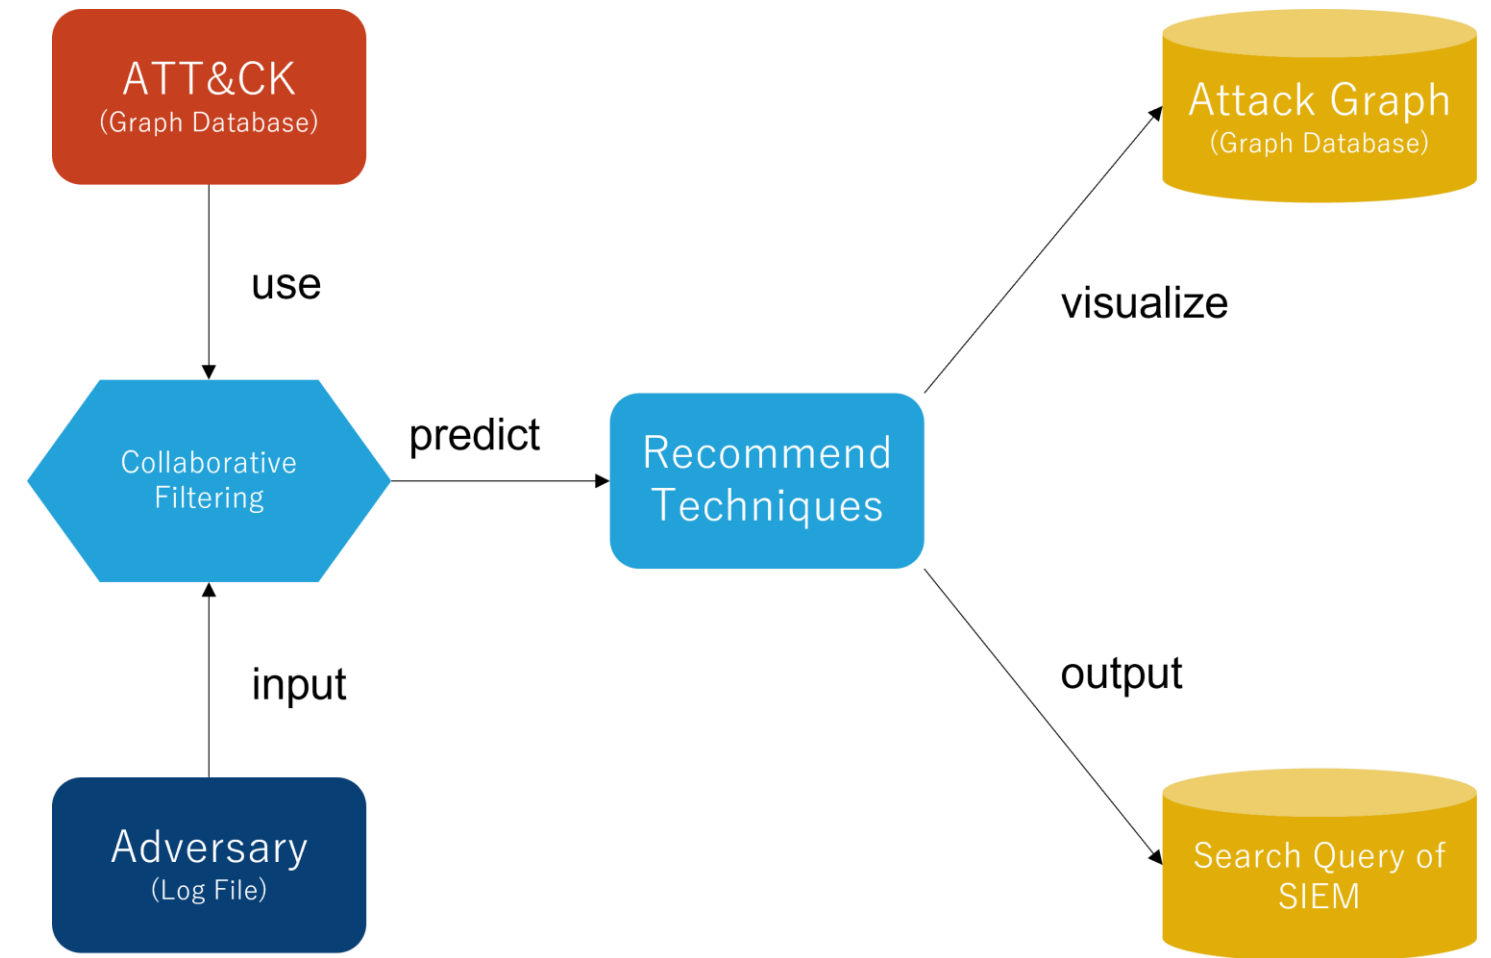 ATT&CK
(Graph Database)
Attack Graph
(Graph Database)
use
visualize
predict
Collaborative
Filtering
Recommend
Techniques
input
output
Adversary
(Log File)
Search Query of
SIEM